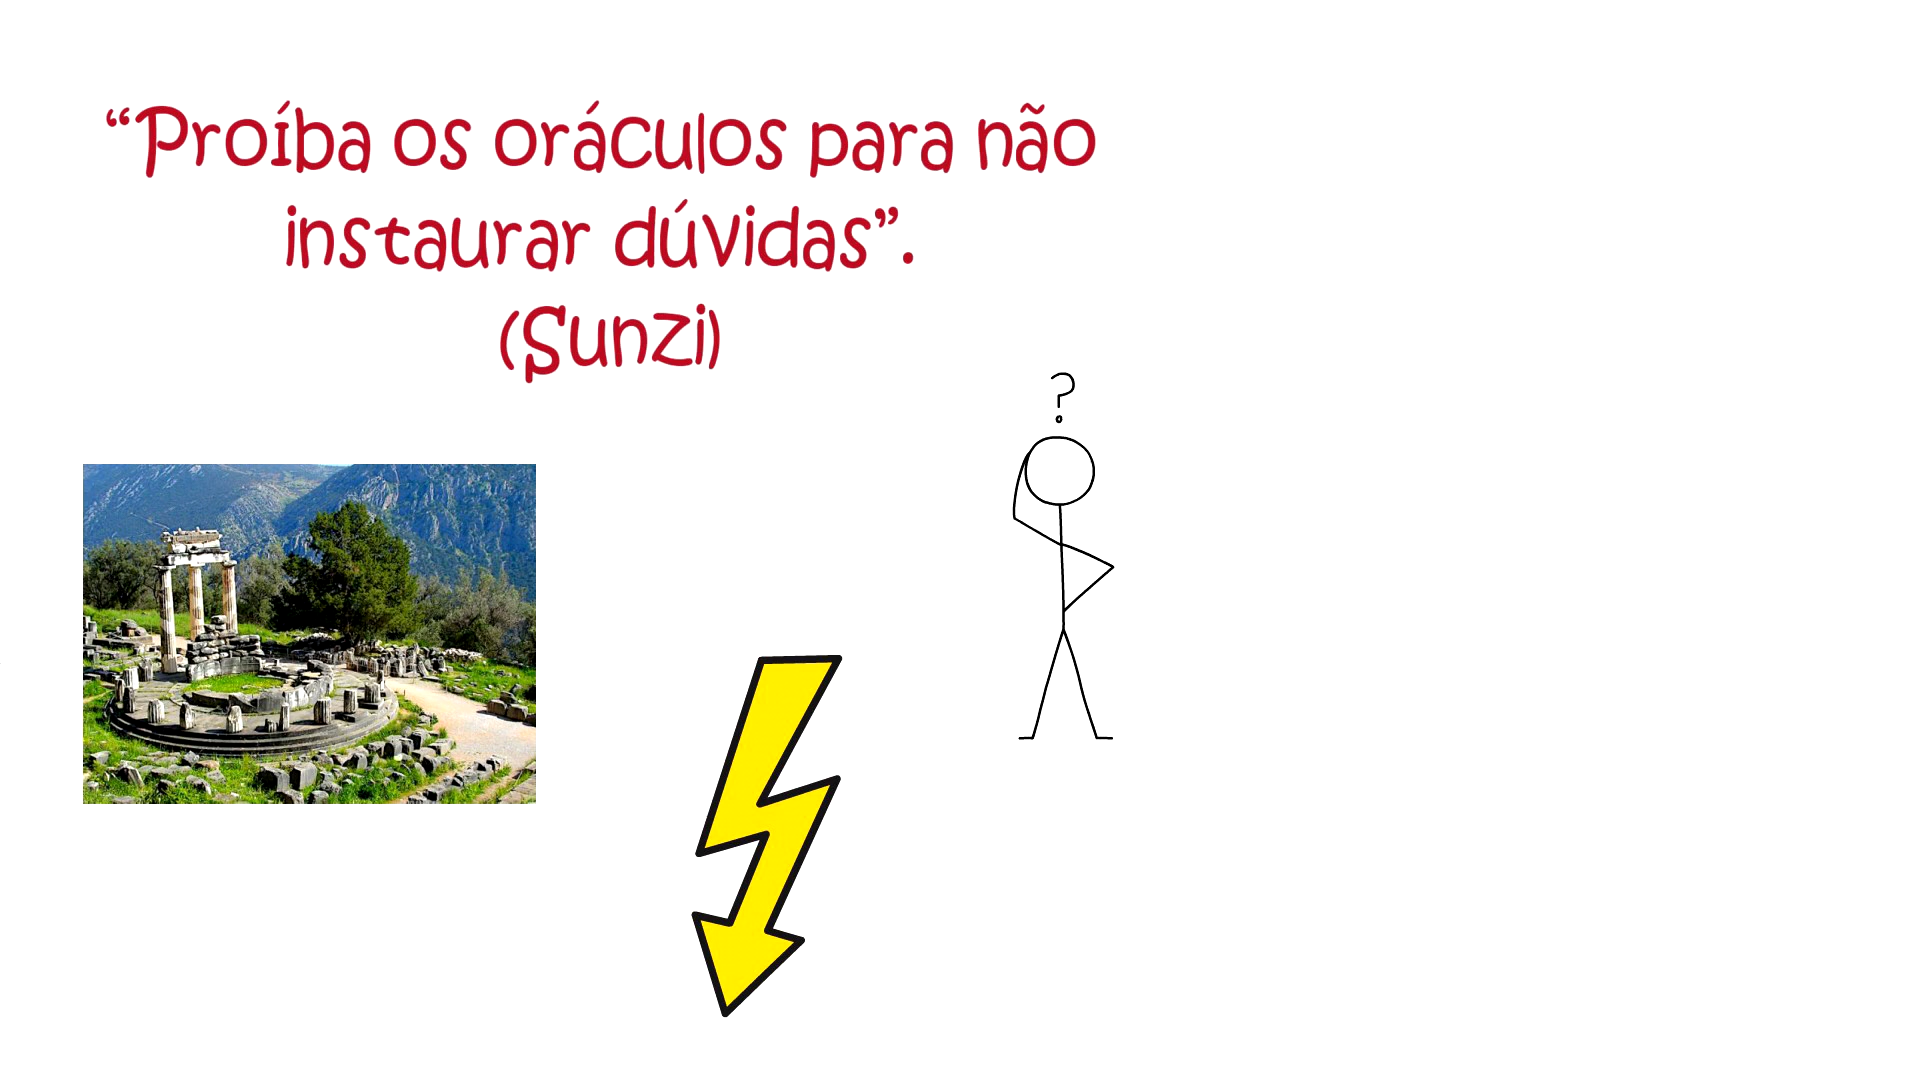 “Proíba os oráculos para não
instaurar dúvidas”.
(Sunzi)
?